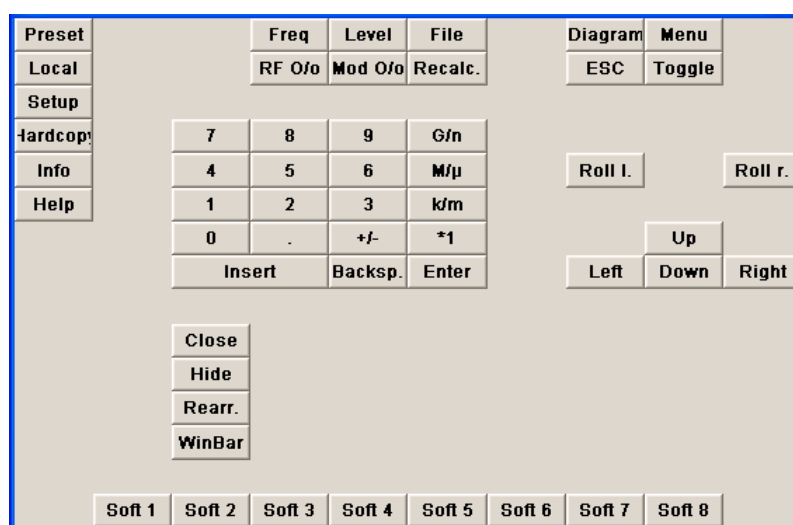 Preset Freq Level File Diagram Menu
Local RF O/o Mod O/o Recalc. ESC Toggle
Setup
Hardcopy 7 8 9 G/n
Info 4 5 6 M/μ Roll l. Roll r.
Help 1 2 3 k/m
0 . +/- *1 Up
Insert Backsp. Enter Left Down Right
Close
Hide
Rearr.
WinBar
Soft 1 Soft 2 Soft 3 Soft 4 Soft 5 Soft 6 Soft 7 Soft 8